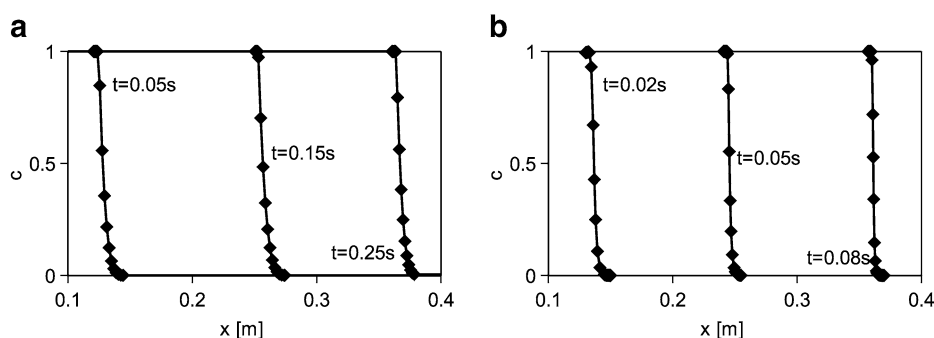 a
1
t=0.05s
t=0.15s
0.5
c
t=0.25s
0
0.1 0.2 0.3 0.4
x [m]
b
1
t=0.02s
t=0.05s
0.5
c
t=0.08s
0
0.1 0.2 0.3 0.4
x [m]